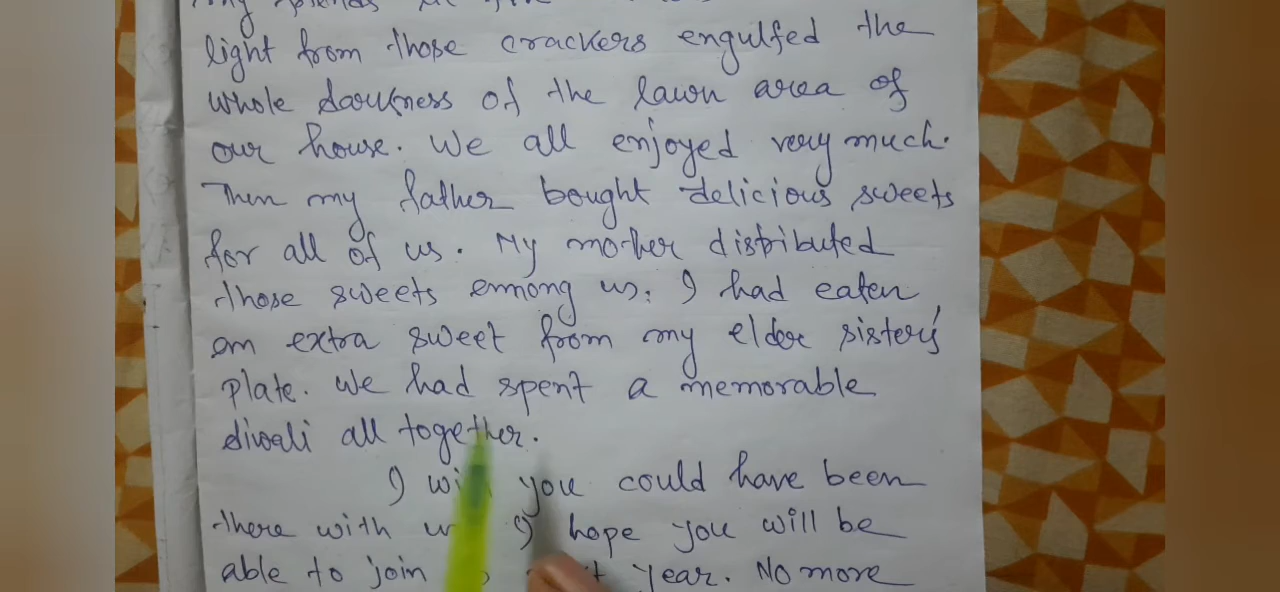 my friends
light from those crackers engulfed the
whole darkness of the lawn area of
our house. We all enjoyed very much.
Then my father bought delicious sweets
for all of us. My mother distributed
those sweets emmong us. I had eaten
an extra sweet from my elder sister's
plate. We had spent a memorable
diwali all together.
I you could have been
there with I hope you will be
able to join year. No more